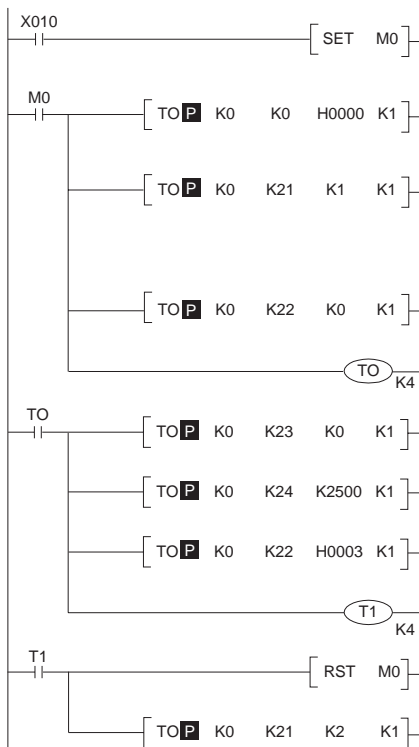 X010
SET M0
M0
TO P K0 K0 H0000 K1
TO P K0 K21 K1 K1
TO P K0 K22 K0 K1
TO
K4
TO
TO P K0 K23 K0 K1
TO P K0 K24 K2500 K1
TO P K0 K22 H0003 K1
T1
K4
T1
RST M0
TO P K0 K21 K2 K1